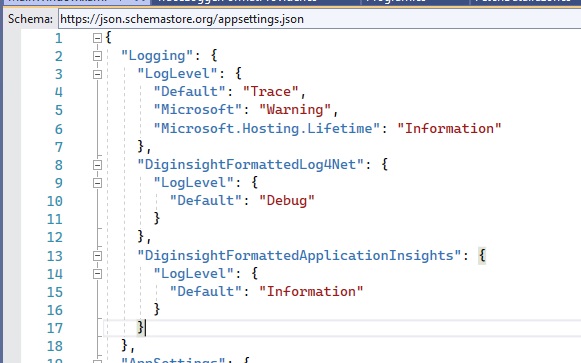 Schema: https://json.schemastore.org/appsettings.json
1 {
2 "Logging": {
3 "LogLevel": {
4 "Default": "Trace",
5 "Microsoft": "Warning",
6 "Microsoft.Hosting.Lifetime": "Information"
7 },
8 "DiginsightFormattedLog4Net": {
9 "LogLevel": {
10 "Default": "Debug"
11 }
12 },
13 "DiginsightFormattedApplicationInsights": {
14 "LogLevel": {
15 "Default": "Information"
16 }
17 }
18 },
19 "AppSettings": {